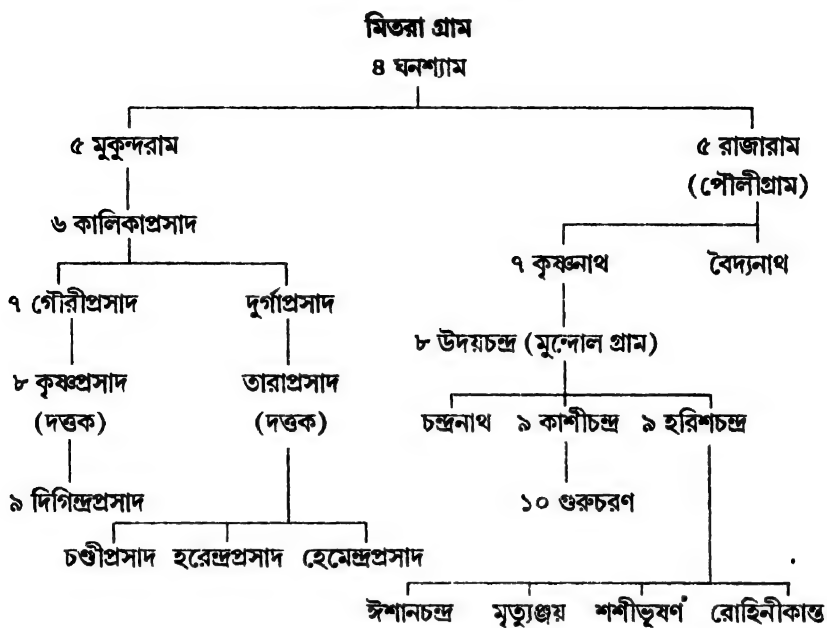 মিতরা গ্রাম
৪ ঘনশ্যাম
৫ মুকুন্দরাম ৫ রাজারাম
(পৌলীগ্রাম)
৬ কালিকাপ্রসাদ
৭ কৃষ্ণনাথ বৈদ্যনাথ
৭ গৌরীপ্রসাদ দুর্গাপ্রসাদ
৮ উদয়চন্দ্র (মুন্দোল গ্রাম)
৮ কৃষ্ণপ্রসাদ তারাপ্রসাদ
(দত্তক) (দত্তক) চন্দ্রনাথ ৯ কাশীচন্দ্র ৯ হরিশচন্দ্র
৯ দিগিন্দ্রপ্রসাদ ১০ গুরুচরণ
চণ্ডীপ্রসাদ হরেন্দ্রপ্রসাদ হেমেন্দ্রপ্রসাদ
ঈশানচন্দ্র মৃত্যুঞ্জয় শশীভূষণ রোহিনীকান্ত